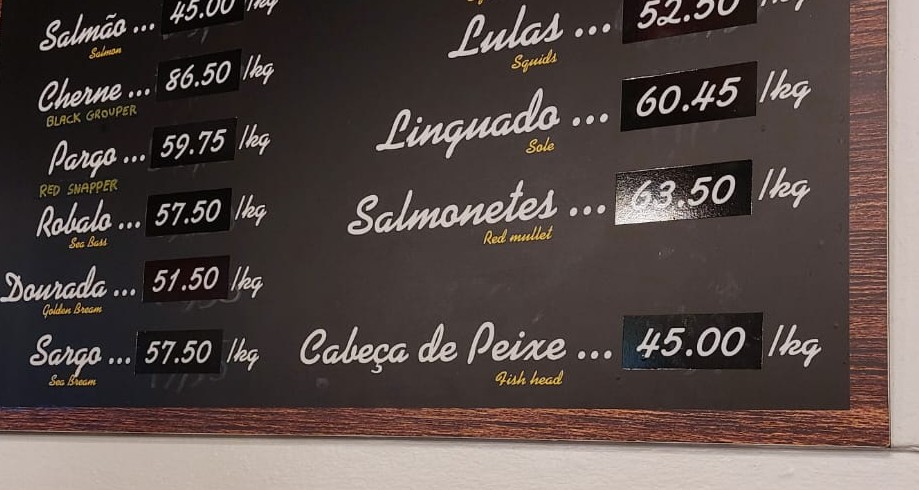 Salmão ... 45.00 /kg
Salmon
Cherne ... 86.50 /kg
BLACK GROUPER
Pargo ... 59.75 /kg
RED SNAPPER
Robalo ... 57.50 /kg
Sea Bass
Dourada ... 51.50 /kg
Golden Bream
Sargo ... 57.50 /kg
Sea Bream
Lulas ... 52.50 /kg
Squids
Linguado ... 60.45 /kg
Sole
Salmonetes ... 63.50 /kg
Red mullet
Cabeça de Peixe ... 45.00 /kg
Fish head